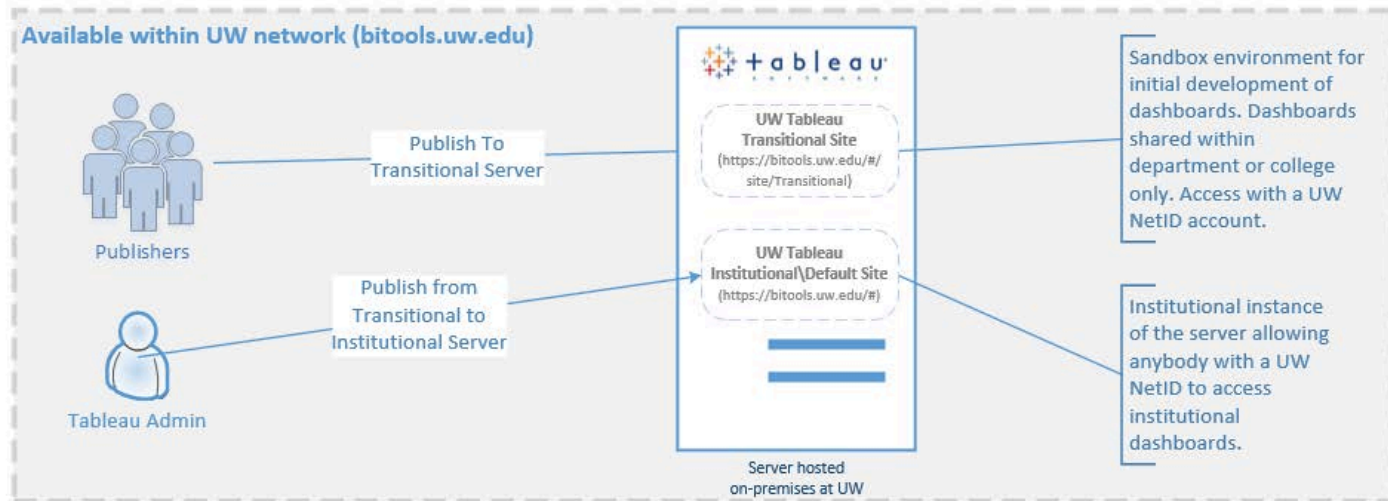 Available within UW network (bitools.uw.edu)
+ a b l e a u
S O F T W A R E
Publishers
Publish To
Transitional Server
UW Tableau
Transitional Site
(https://bitools.uw.edu/#/
site/Transitional)
Sandbox environment for
initial development of
dashboards. Dashboards
shared within
department or college
only. Access with a UW
NetID account.
Tableau Admin
Publish from
Transitional to
Institutional Server
UW Tableau
Institutional\Default Site
(https://bitools.uw.edu/#)
Institutional instance
of the server allowing
anybody with a UW
NetID to access
institutional
dashboards.
Server hosted
on-premises at UW